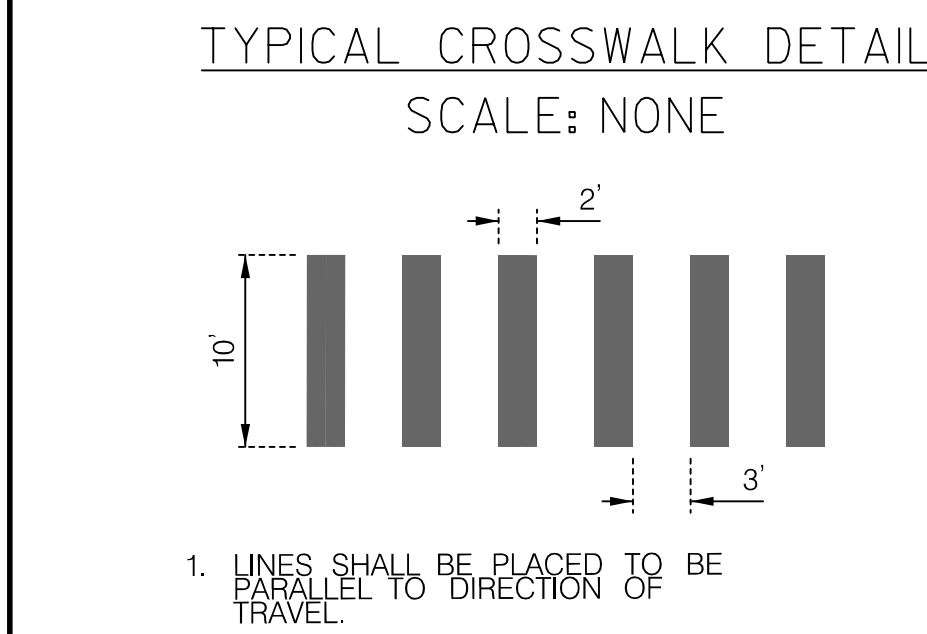 TYPICAL CROSSWALK DETAIL
SCALE: NONE
2'
10'
3'
1. LINES SHALL BE PLACED TO BE
PARALLEL TO DIRECTION OF
TRAVEL.